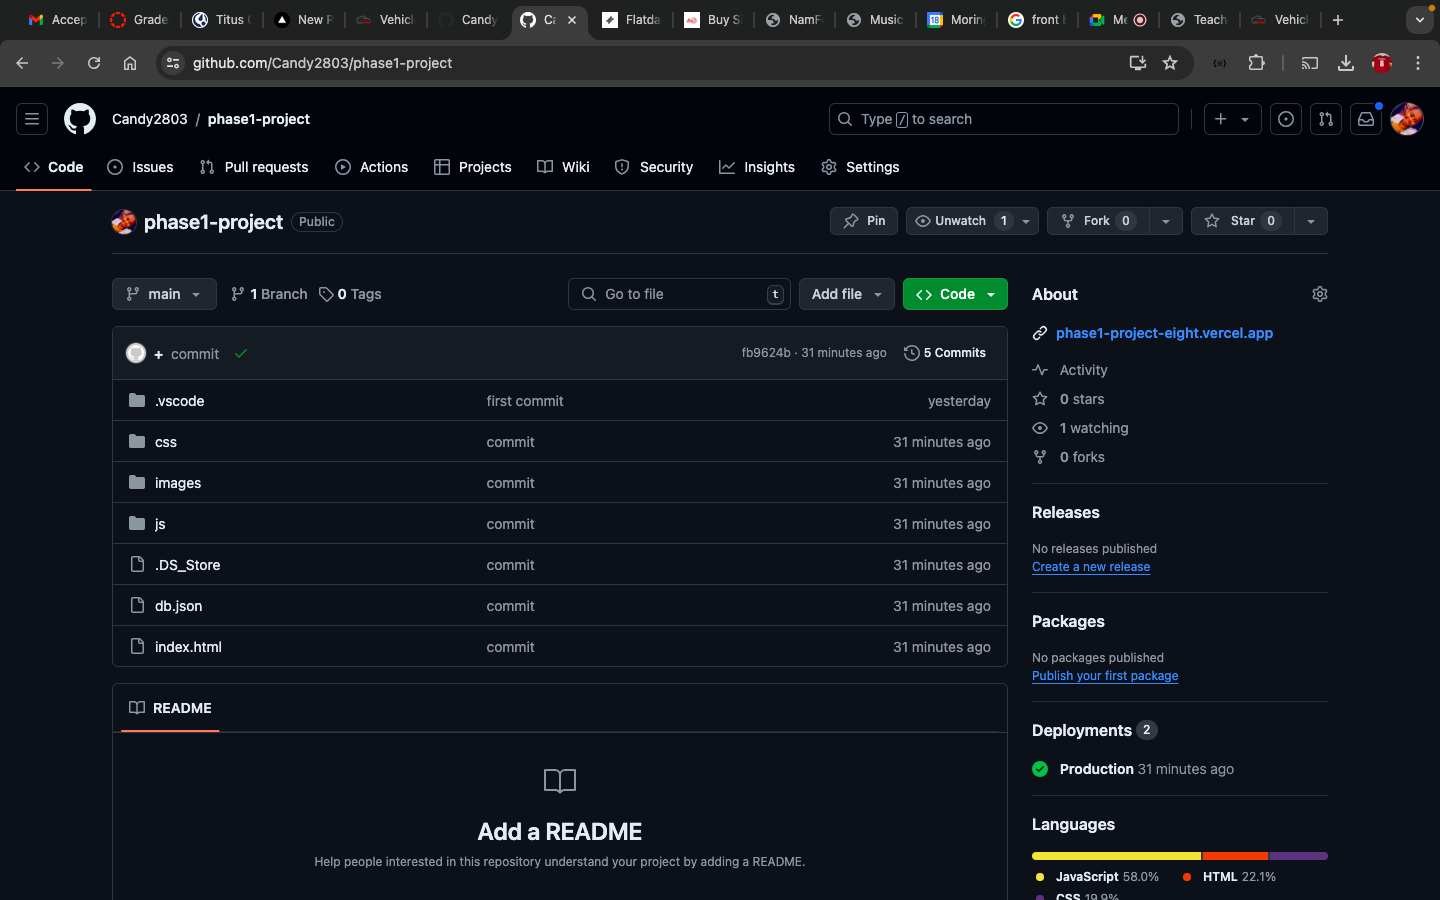 Accep
Grade
Titus
New P
Vehicl
Candy
Ca
Flatda
Buy S
NamF
Music
Morin
front
Me
Teach
Vehicl
github.com/Candy2803/phase1-project
Candy2803 / phase1-project
Type / to search
Code
Issues
Pull requests
Actions
Projects
Wiki
Security
Insights
Settings
phase1-project Public
Pin
Unwatch 1
Fork 0
Star 0
main
1 Branch
0 Tags
Go to file t
Add file
Code
+ commit
fb9624b · 31 minutes ago
5 Commits
.vscode first commit yesterday
css commit 31 minutes ago
images commit 31 minutes ago
js commit 31 minutes ago
.DS_Store commit 31 minutes ago
db.json commit 31 minutes ago
index.html commit 31 minutes ago
README
Add a README
Help people interested in this repository understand your project by adding a README.
About
phase1-project-eight.vercel.app
Activity
0 stars
1 watching
0 forks
Releases
No releases published
Create a new release
Packages
No packages published
Publish your first package
Deployments 2
Production 31 minutes ago
Languages
JavaScript 58.0%
HTML 22.1%
CSS 19.9%